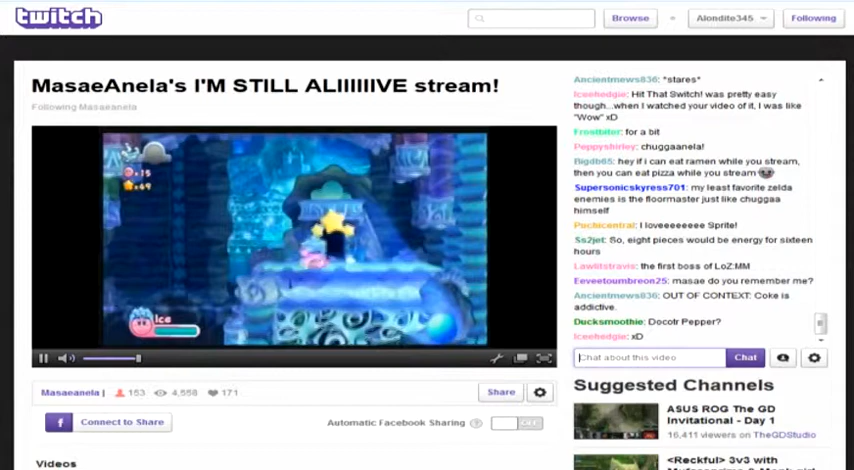 twitch
Browse
Alondite345
Following
MasaeAnela's I'M STILL ALIIIIIIVE stream!
Following Masaeanela
x15
x69
Ice
Masaeanela |
153
4,558
171
Share
f
Connect to Share
Automatic Facebook Sharing
?
OFF
Videos
Ancientmews836: *stares*
Iceehedgie: Hit That Switch! was pretty easy
though...when I watched your video of it, I was like
"Wow" xD
Frostbiter: for a bit
Peppyshirley: chuggaanela!
Bigdb65: hey if i can eat ramen while you stream,
then you can eat pizza while you stream
Supersonicskyress701: my least favorite zelda
enemies is the floormaster just like chuggaa
himself
Puchicentral: I loveeeeeeee Sprite!
Ss2jet: So, eight pieces would be energy for sixteen
hours
Lawlitstravis: the first boss of LoZ:MM
Eeveetoumbreon25: masae do you remember me?
Ancientmews836: OUT OF CONTEXT: Coke is
addictive.
Ducksmoothie: Docotr Pepper?
Iceehedgie: xD
Chat about this video
Chat
Suggested Channels
ASUS ROG The GD
Invitational - Day 1
16,411 viewers on TheGDStudio
<Reckful> 3v3 with